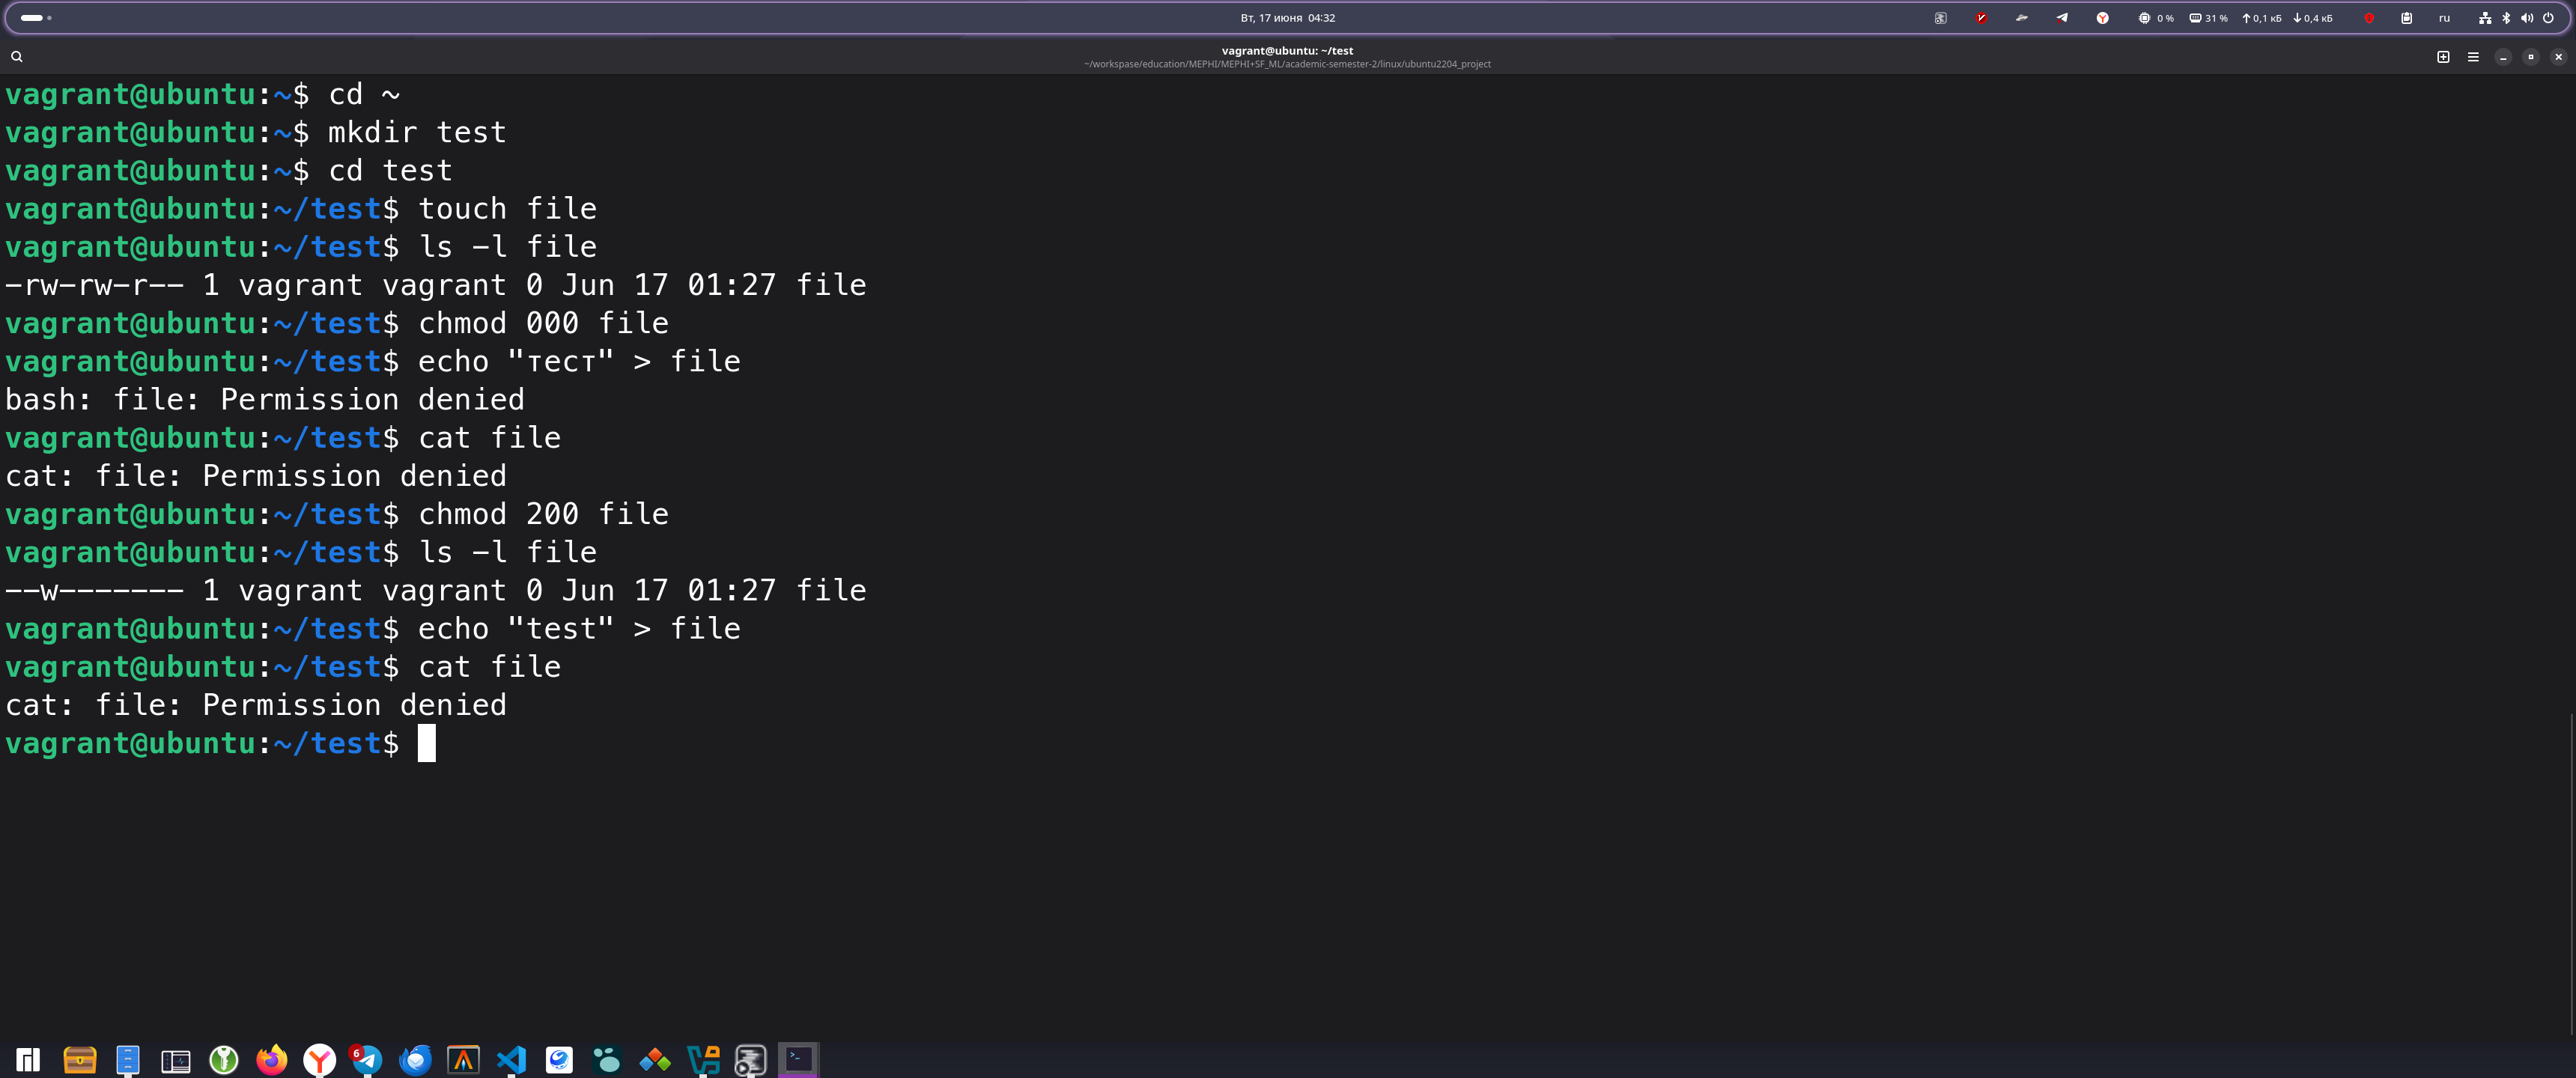 Вт, 17 июня 04:32
0 % 31 % 0,1 кБ 0,4 кБ ru
vagrant@ubuntu: ~/test
~/workspase/education/MEPHI/MEPHI+SF_ML/academic-semester-2/linux/ubuntu2204_project
vagrant@ubuntu:~$ cd ~
vagrant@ubuntu:~$ mkdir test
vagrant@ubuntu:~$ cd test
vagrant@ubuntu:~/test$ touch file
vagrant@ubuntu:~/test$ ls -l file
-rw-rw-r-- 1 vagrant vagrant 0 Jun 17 01:27 file
vagrant@ubuntu:~/test$ chmod 000 file
vagrant@ubuntu:~/test$ echo "тест" > file
bash: file: Permission denied
vagrant@ubuntu:~/test$ cat file
cat: file: Permission denied
vagrant@ubuntu:~/test$ chmod 200 file
vagrant@ubuntu:~/test$ ls -l file
--w------- 1 vagrant vagrant 0 Jun 17 01:27 file
vagrant@ubuntu:~/test$ echo "test" > file
vagrant@ubuntu:~/test$ cat file
cat: file: Permission denied
vagrant@ubuntu:~/test$
6